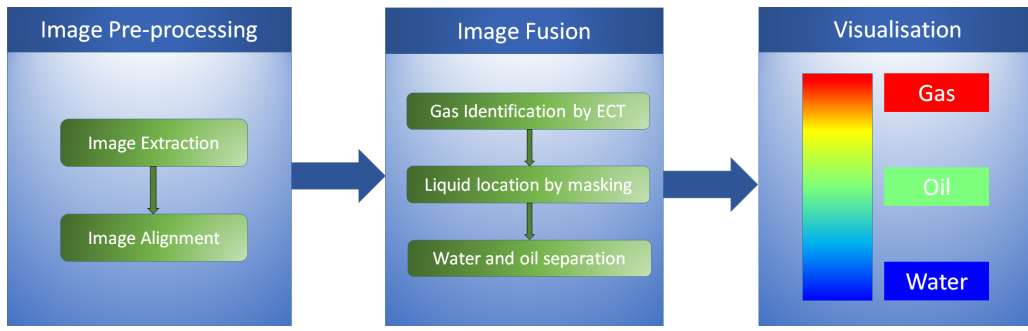 Image Pre-processing
Image Extraction
Image Alignment
Image Fusion
Gas Identification by ECT
Liquid location by masking
Water and oil separation
Visualisation
Gas
Oil
Water